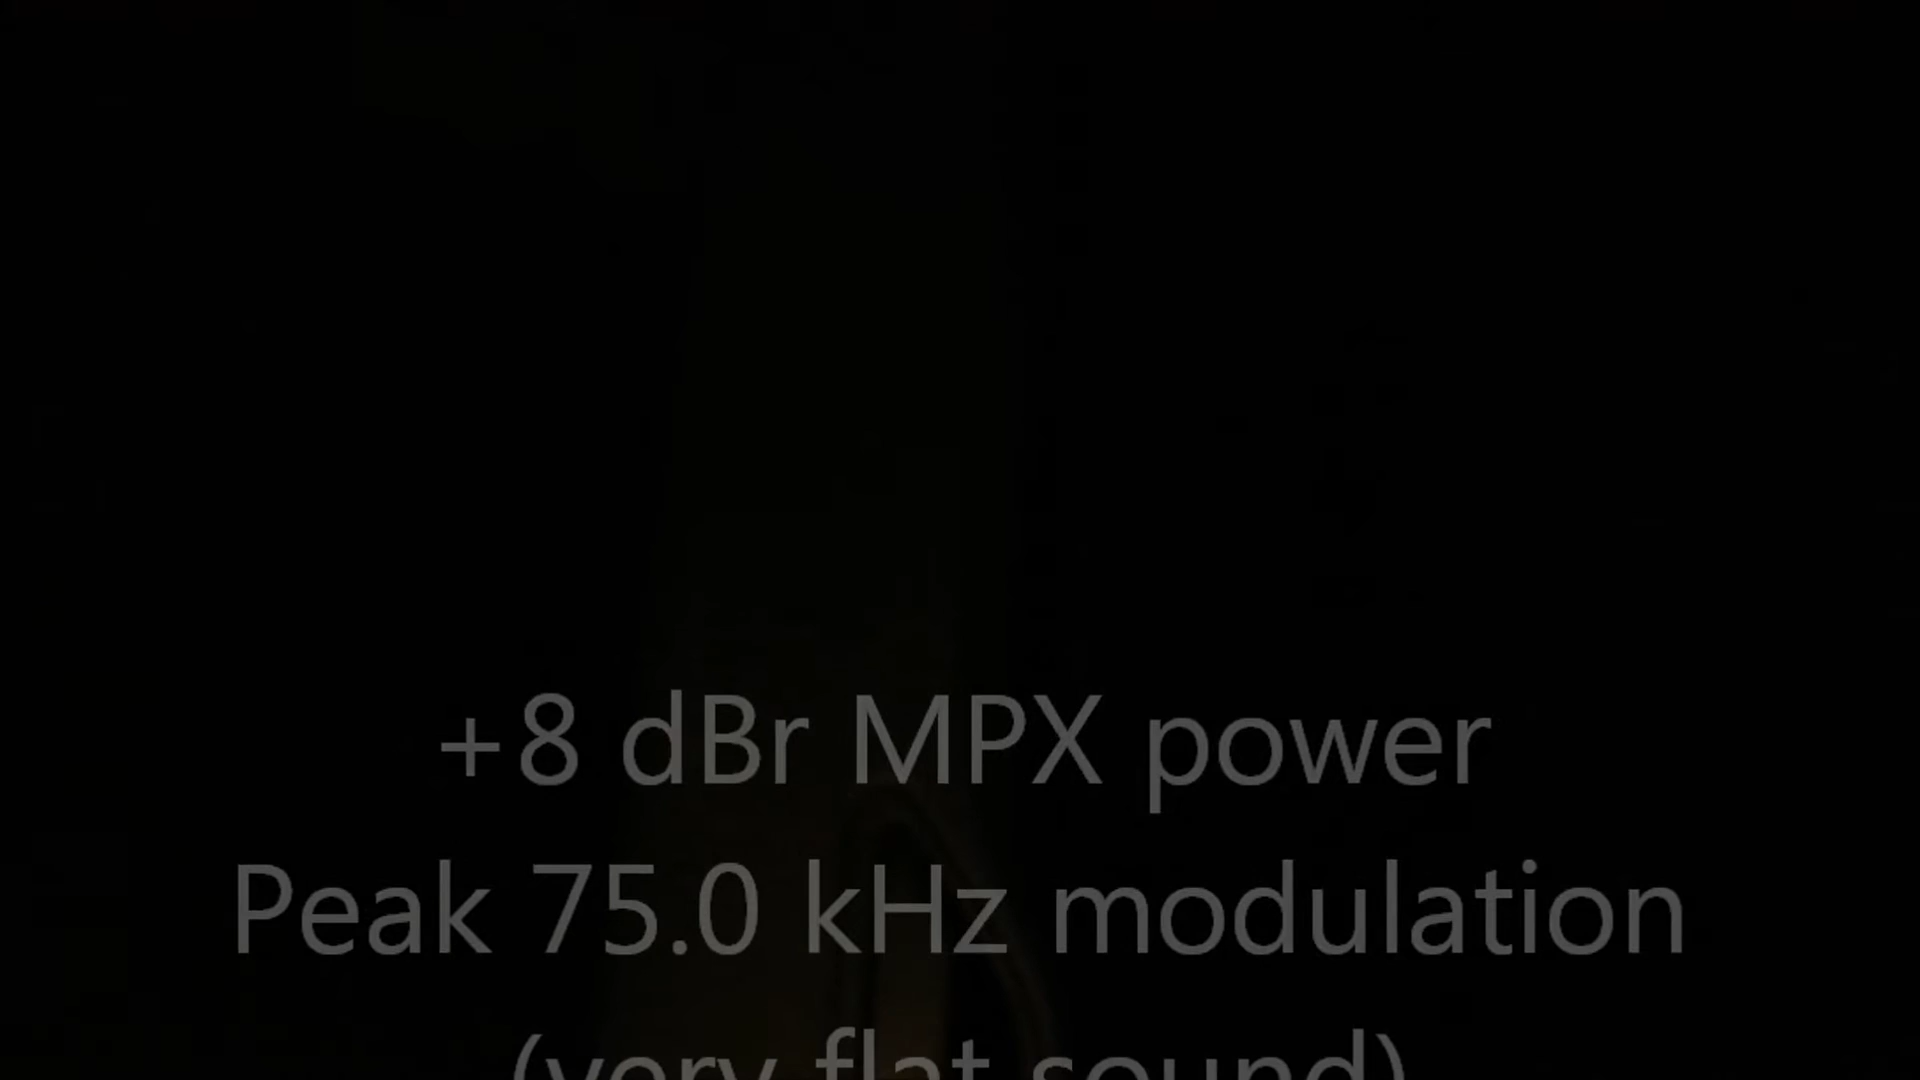 +8 dBr MPX power
Peak 75.0 kHz modulation
(very flat sound)